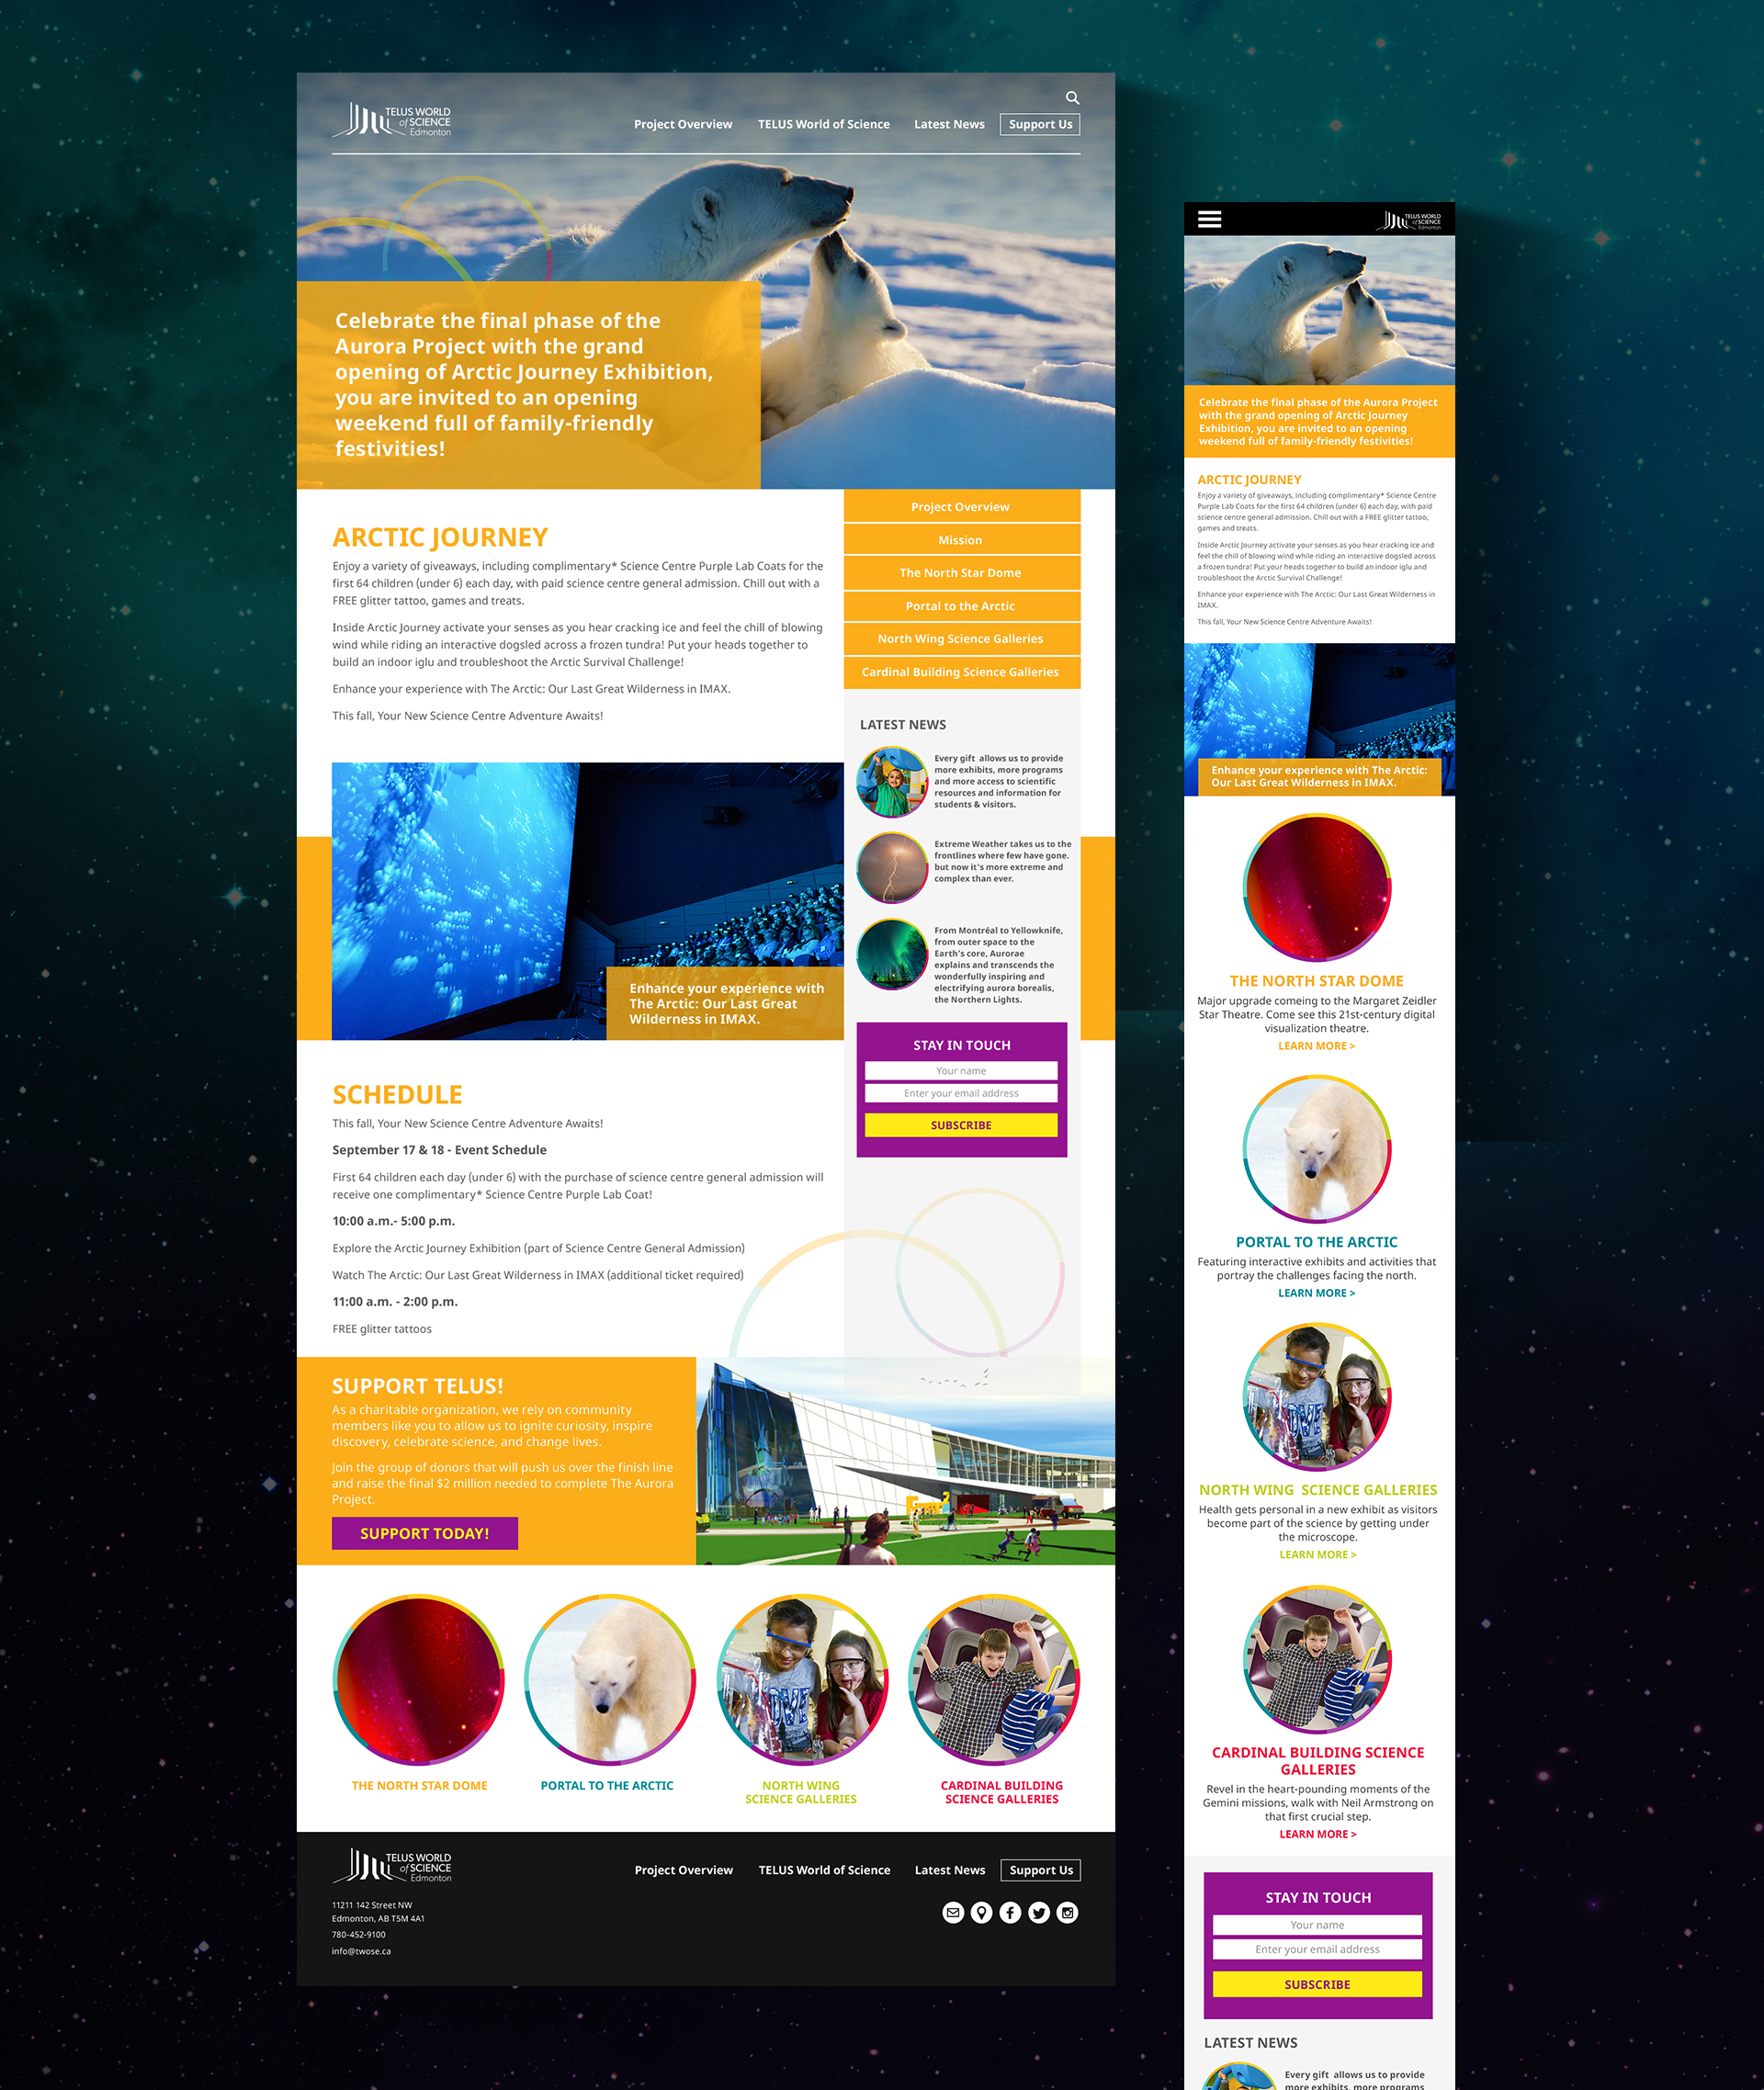 TELUS WORLD
of SCIENCE
Edmonton
Project Overview
TELUS World of Science
Latest News
Support Us
Celebrate the final phase of the
Aurora Project with the grand
opening of Arctic Journey Exhibition,
you are invited to an opening
weekend full of family-friendly
festivities!
ARCTIC JOURNEY
Enjoy a variety of giveaways, including complimentary* Science Centre Purple Lab Coats for the
first 64 children (under 6) each day, with paid science centre general admission. Chill out with a
FREE glitter tattoo, games and treats.
Inside Arctic Journey activate your senses as you hear cracking ice and feel the chill of blowing
wind while riding an interactive dogsled across a frozen tundra! Put your heads together to
build an indoor iglu and troubleshoot the Arctic Survival Challenge!
Enhance your experience with The Arctic: Our Last Great Wilderness in IMAX.
This fall, Your New Science Centre Adventure Awaits!
Enhance your experience with
The Arctic: Our Last Great
Wilderness in IMAX.
Project Overview
Mission
The North Star Dome
Portal to the Arctic
North Wing Science Galleries
Cardinal Building Science Galleries
LATEST NEWS
Every gift  allows us to provide
more exhibits, more programs
and more access to scientific
resources and information for
students & visitors.
Extreme Weather takes us to the
frontlines where few have gone.
but now it's more extreme and
complex than ever.
From Montréal to Yellowknife,
from outer space to the
Earth's core, Aurorae
explains and transcends the
wonderfully inspiring and
electrifying aurora borealis,
the Northern Lights.
STAY IN TOUCH
Your name
Enter your email address
SUBSCRIBE
SCHEDULE
This fall, Your New Science Centre Adventure Awaits!
September 17 & 18 - Event Schedule
First 64 children each day (under 6) with the purchase of science centre general admission will
receive one complimentary* Science Centre Purple Lab Coat!
10:00 a.m.- 5:00 p.m.
Explore the Arctic Journey Exhibition (part of Science Centre General Admission)
Watch The Arctic: Our Last Great Wilderness in IMAX (additional ticket required)
11:00 a.m. - 2:00 p.m.
FREE glitter tattoos
SUPPORT TELUS!
As a charitable organization, we rely on community
members like you to allow us to ignite curiosity, inspire
discovery, celebrate science, and change lives.
Join the group of donors that will push us over the finish line
and raise the final $2 million needed to complete The Aurora
Project.
SUPPORT TODAY!
THE NORTH STAR DOME
PORTAL TO THE ARCTIC
NORTH WING
SCIENCE GALLERIES
CARDINAL BUILDING
SCIENCE GALLERIES
TELUS WORLD
of SCIENCE
Edmonton
Project Overview
TELUS World of Science
Latest News
Support Us
11211 142 Street NW
Edmonton, AB T5M 4A1
780-452-9100
info@twose.ca
TELUS WORLD
of SCIENCE
Edmonton
Celebrate the final phase of the Aurora Project
with the grand opening of Arctic Journey
Exhibition, you are invited to an opening
weekend full of family-friendly festivities!
ARCTIC JOURNEY
Enjoy a variety of giveaways, including complimentary* Science Centre
Purple Lab Coats for the first 64 children (under 6) each day, with paid
science centre general admission. Chill out with a FREE glitter tattoo,
games and treats.
Inside Arctic Journey activate your senses as you hear cracking ice and
feel the chill of blowing wind while riding an interactive dogsled across
a frozen tundra! Put your heads together to build an indoor iglu and
troubleshoot the Arctic Survival Challenge!
Enhance your experience with The Arctic: Our Last Great Wilderness in
IMAX.
This fall, Your New Science Centre Adventure Awaits!
Enhance your experience with The Arctic:
Our Last Great Wilderness in IMAX.
THE NORTH STAR DOME
Major upgrade comeing to the Margaret Zeidler
Star Theatre. Come see this 21st-century digital
visualization theatre.
LEARN MORE >
PORTAL TO THE ARCTIC
Featuring interactive exhibits and activities that
portray the challenges facing the north.
LEARN MORE >
NORTH WING  SCIENCE GALLERIES
Health gets personal in a new exhibit as visitors
become part of the science by getting under
the microscope.
LEARN MORE >
CARDINAL BUILDING SCIENCE
GALLERIES
Revel in the heart-pounding moments of the
Gemini missions, walk with Neil Armstrong on
that first crucial step.
LEARN MORE >
STAY IN TOUCH
Your name
Enter your email address
SUBSCRIBE
LATEST NEWS
Every gift  allows us to provide
more exhibits, more programs